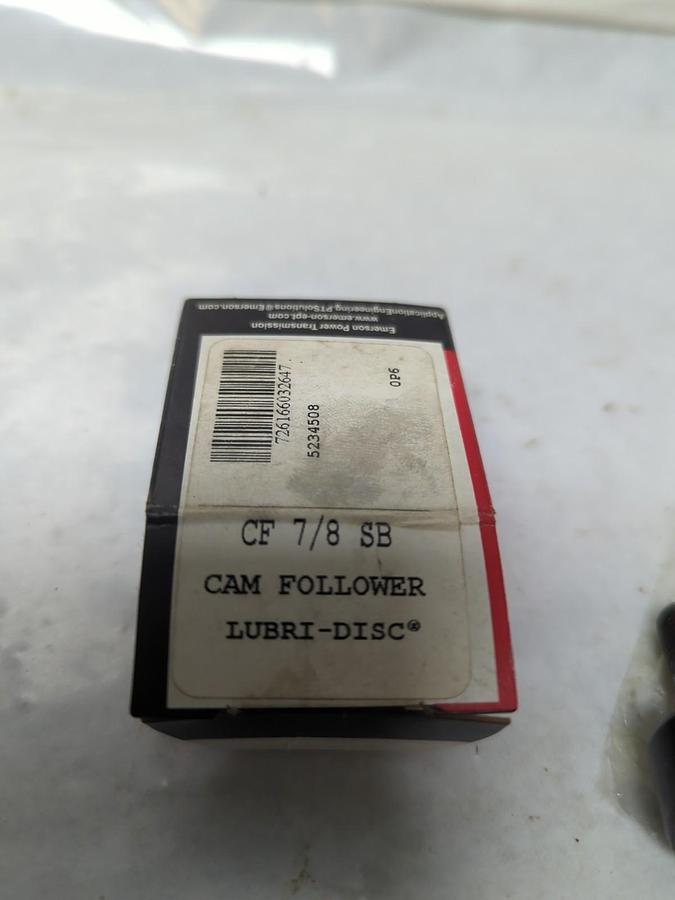 Emerson Power Transmission
www.emerson-ept.com
ApplicationEngineering.PTSolutions@Emerson.com
726166032647
5234508
OP6
CF 7/8 SB
CAM FOLLOWER
LUBRI-DISC®